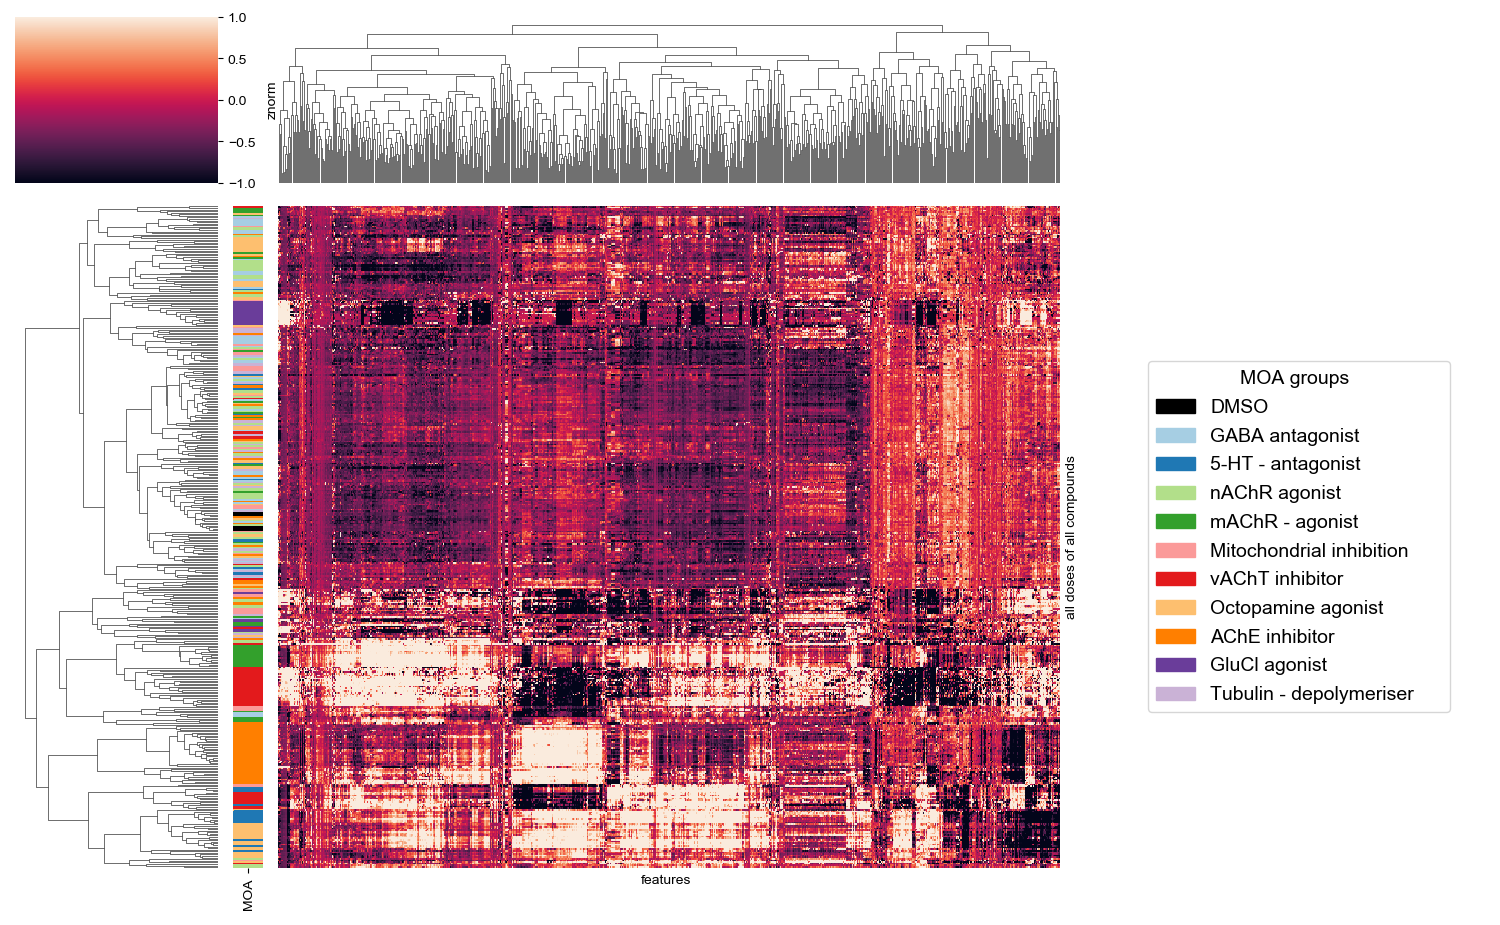 1.0
0.5
0.0
−0.5
−1.0
znorm
MOA
features
all doses of all compounds
MOA groups
DMSO
GABA antagonist
5-HT - antagonist
nAChR agonist
mAChR - agonist
Mitochondrial inhibition
vAChT inhibitor
Octopamine agonist
AChE inhibitor
GluCl agonist
Tubulin - depolymeriser